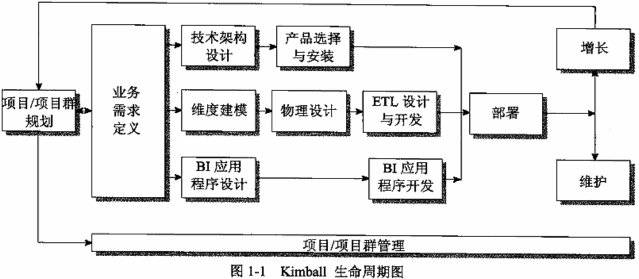 技术架构
设计
产品选择
与安装
增长
项目/项目群
规划
业务
需求
定义
维度建模
物理设计
ETL 设计
与开发
部署
BI 应用
程序设计
BI 应用
程序开发
维护
项目/项目群管理
图 1-1 Kimball 生命周期图